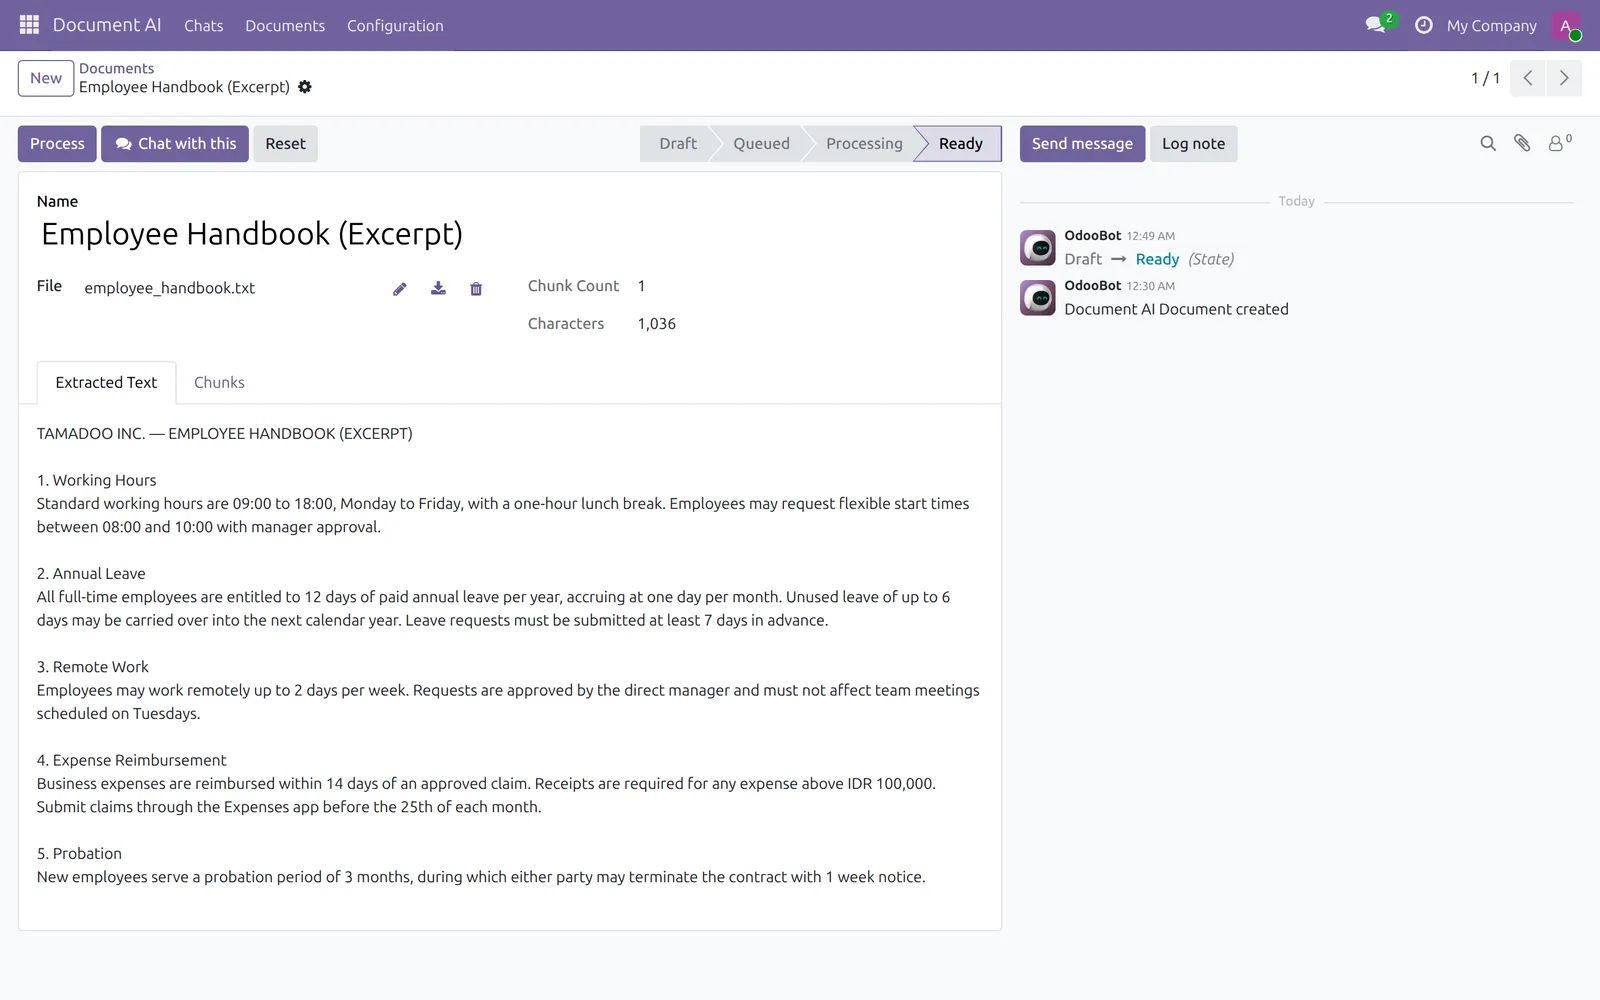 Document AI Chats Documents Configuration 2 My Company A
New Documents
Employee Handbook (Excerpt)
1 / 1
Process Chat with this Reset Draft Queued Processing Ready Send message Log note 0
Name
Employee Handbook (Excerpt)
File employee_handbook.txt Chunk Count 1
Characters 1,036
Extracted Text Chunks
TAMADOO INC. — EMPLOYEE HANDBOOK (EXCERPT)
1. Working Hours
Standard working hours are 09:00 to 18:00, Monday to Friday, with a one-hour lunch break. Employees may request flexible start times
between 08:00 and 10:00 with manager approval.
2. Annual Leave
All full-time employees are entitled to 12 days of paid annual leave per year, accruing at one day per month. Unused leave of up to 6
days may be carried over into the next calendar year. Leave requests must be submitted at least 7 days in advance.
3. Remote Work
Employees may work remotely up to 2 days per week. Requests are approved by the direct manager and must not affect team meetings
scheduled on Tuesdays.
4. Expense Reimbursement
Business expenses are reimbursed within 14 days of an approved claim. Receipts are required for any expense above IDR 100,000.
Submit claims through the Expenses app before the 25th of each month.
5. Probation
New employees serve a probation period of 3 months, during which either party may terminate the contract with 1 week notice.
Today
OdooBot 12:49 AM
Draft → Ready (State)
OdooBot 12:30 AM
Document AI Document created